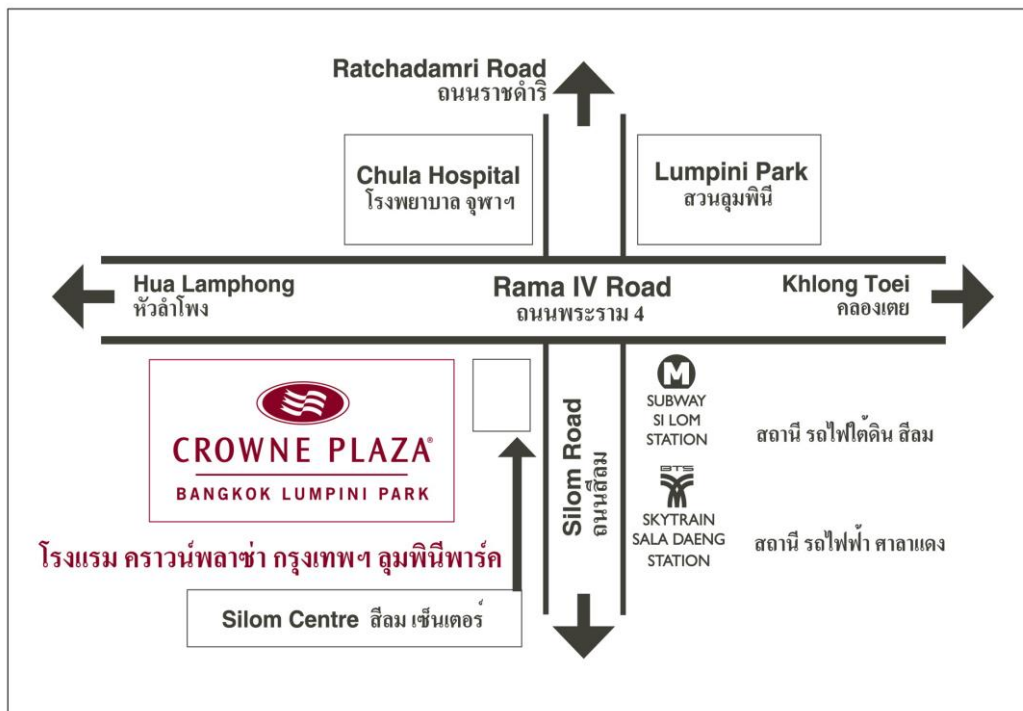 Ratchadamri Road
ถนนราชดำริ
Chula Hospital
โรงพยาบาล จุฬาฯ
Lumpini Park
สวนลุมพินี
Hua Lamphong
หัวลำโพง
Rama IV Road
ถนนพระราม 4
Khlong Toei
คลองเตย
CROWNE PLAZA®
BANGKOK LUMPINI PARK
โรงแรม คราวน์พลาซ่า กรุงเทพฯ ลุมพินีพาร์ค
Silom Centre สีลม เซ็นเตอร์
Silom Road
ถนนสีลม
M
SUBWAY
SI LOM
STATION
สถานี รถไฟใต้ดิน สีลม
BTS
SKYTRAIN
SALA DAENG
STATION
สถานี รถไฟฟ้า ศาลาแดง